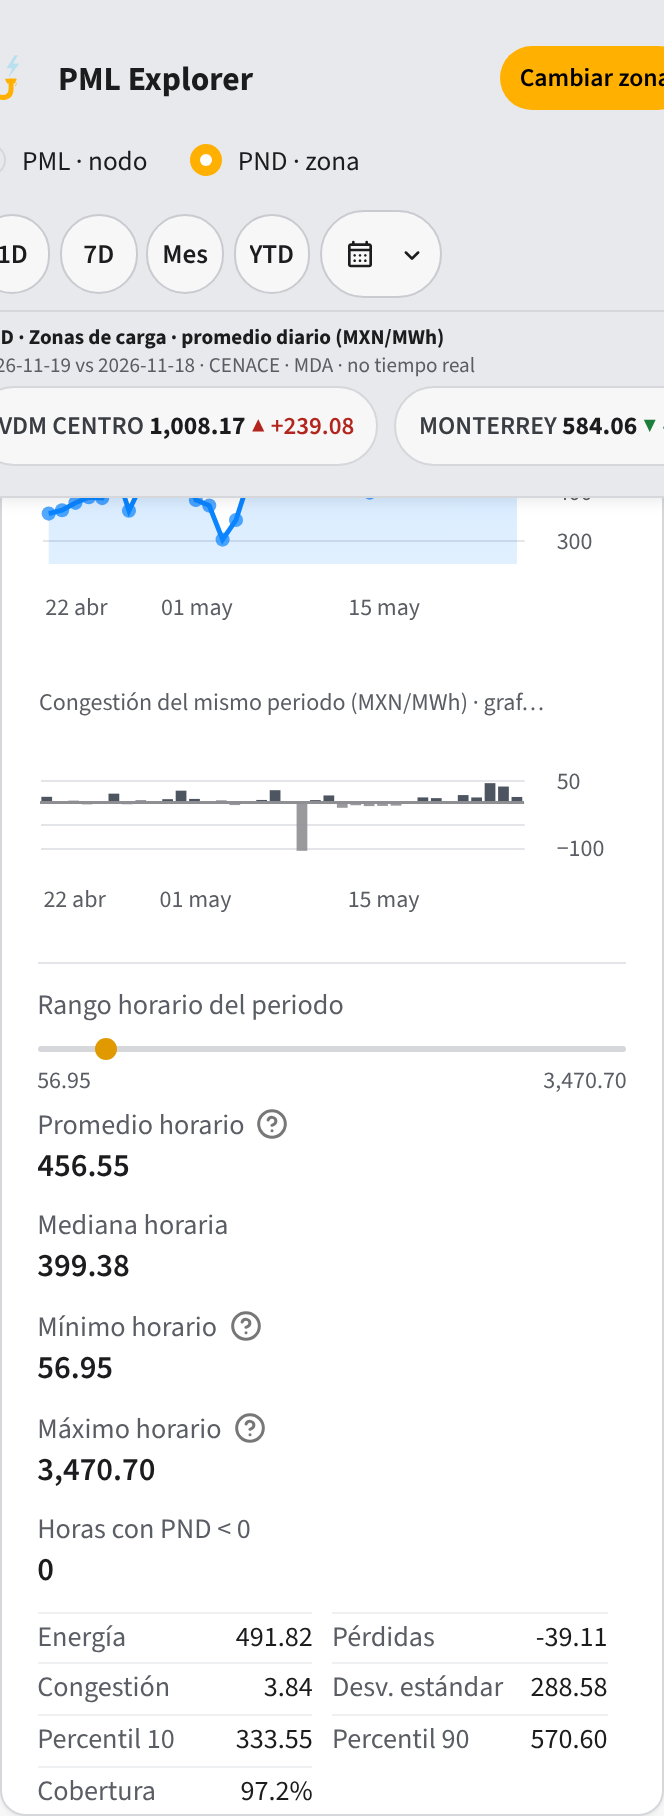 PML Explorer
Cambiar zona
PML · nodo
PND · zona
1D
7D
Mes
YTD
D · Zonas de carga · promedio diario (MXN/MWh)
26-11-19 vs 2026-11-18 · CENACE · MDA · no tiempo real
VDM CENTRO 1,008.17 ▲ +239.08
MONTERREY 584.06 ▼
300
22 abr
01 may
15 may
Congestión del mismo periodo (MXN/MWh) · graf…
50
−100
22 abr
01 may
15 may
Rango horario del periodo
56.95
3,470.70
Promedio horario ?
456.55
Mediana horaria
399.38
Mínimo horario ?
56.95
Máximo horario ?
3,470.70
Horas con PND < 0
0
Energía 491.82 Pérdidas -39.11
Congestión 3.84 Desv. estándar 288.58
Percentil 10 333.55 Percentil 90 570.60
Cobertura 97.2%